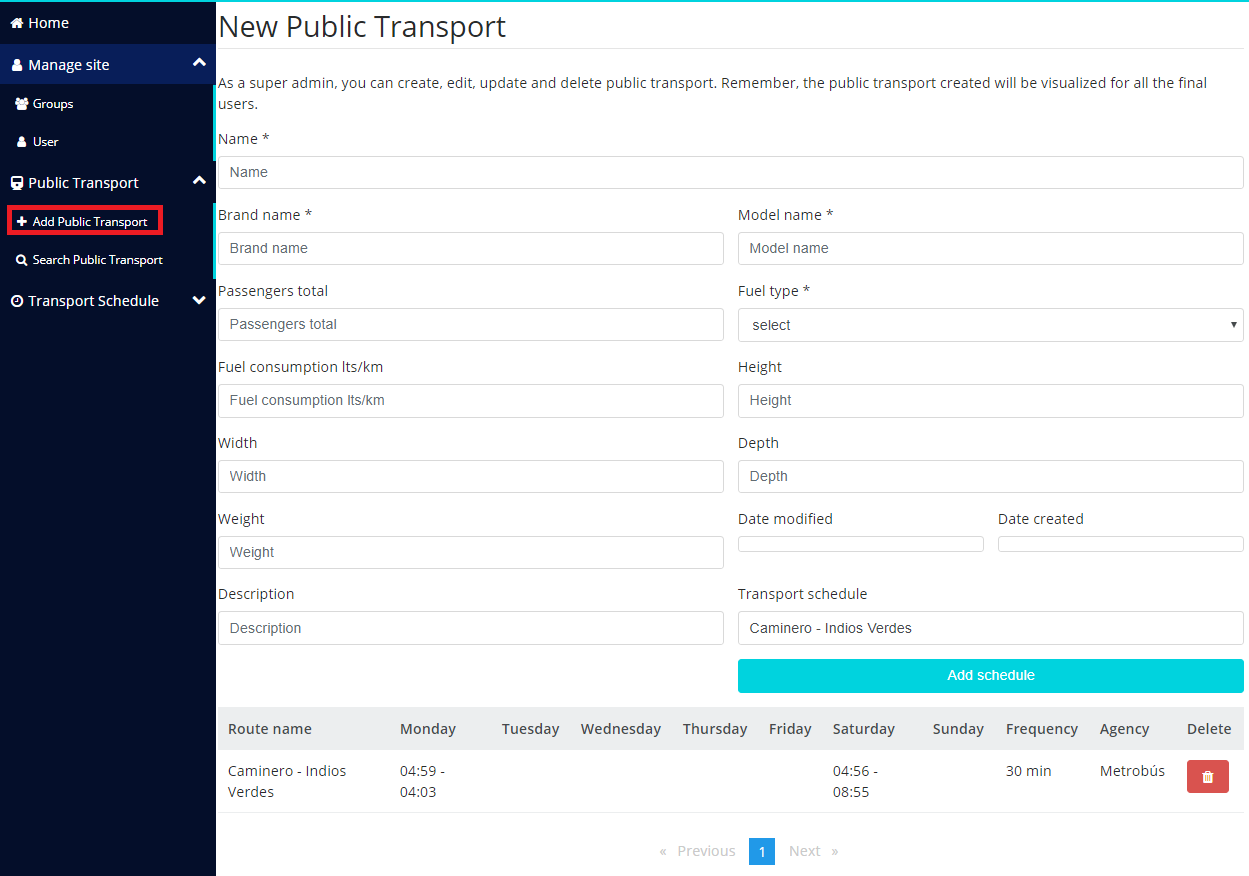 Home
Manage site
Groups
User
Public Transport
Add Public Transport
Search Public Transport
Transport Schedule
New Public Transport
As a super admin, you can create, edit, update and delete public transport. Remember, the public transport created will be visualized for all the final
users.
Name *
Name
Brand name * Model name *
Brand name Model name
Passengers total Fuel type *
Passengers total select
Fuel consumption lts/km Height
Fuel consumption lts/km Height
Width Depth
Width Depth
Weight Date modified Date created
Weight
Description Transport schedule
Description Caminero - Indios Verdes
Add schedule
Route name Monday Tuesday Wednesday Thursday Friday Saturday Sunday Frequency Agency Delete
Caminero - Indios 04:59 - 04:56 - 30 min Metrobús
Verdes 04:03 08:55
« Previous 1 Next »